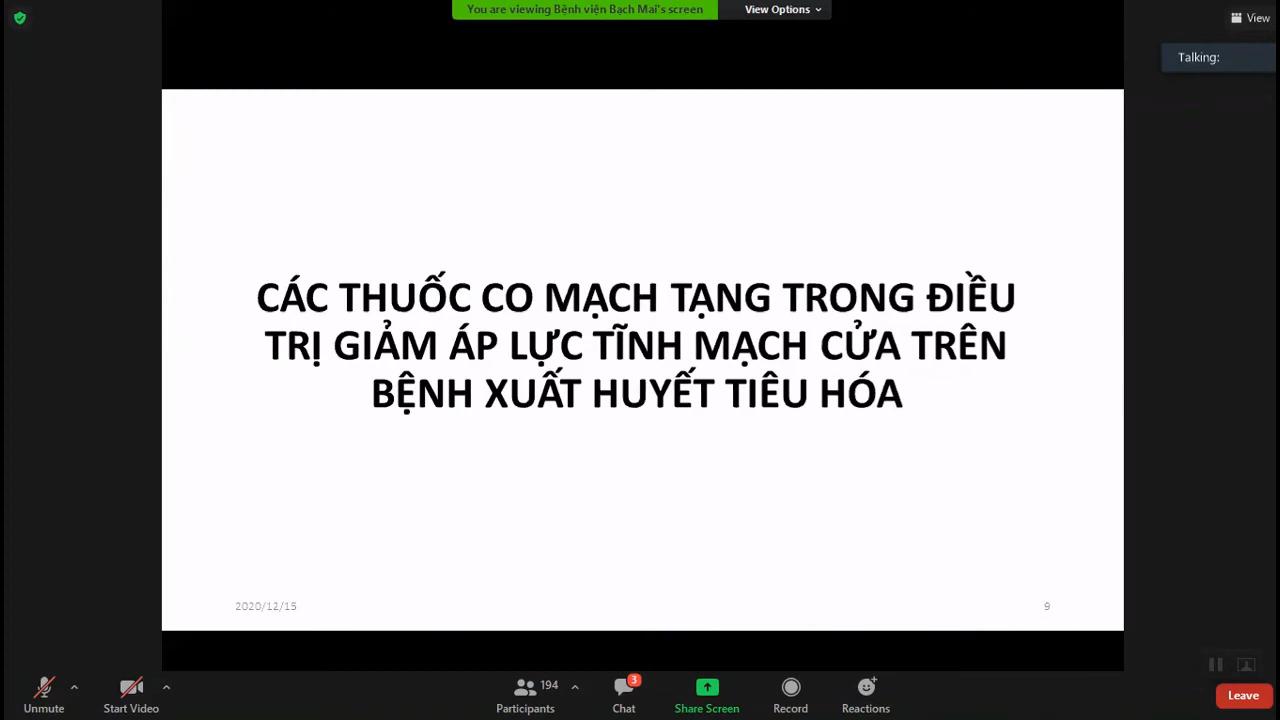 You are viewing Bệnh viện Bạch Mai's screen
View Options
View
Talking:
CÁC THUỐC CO MẠCH TẠNG TRONG ĐIỀU
TRỊ GIẢM ÁP LỰC TĨNH MẠCH CỬA TRÊN
BỆNH XUẤT HUYẾT TIÊU HÓA
2020/12/15
9
Unmute
Start Video
194
Participants
3
Chat
Share Screen
Record
Reactions
Leave